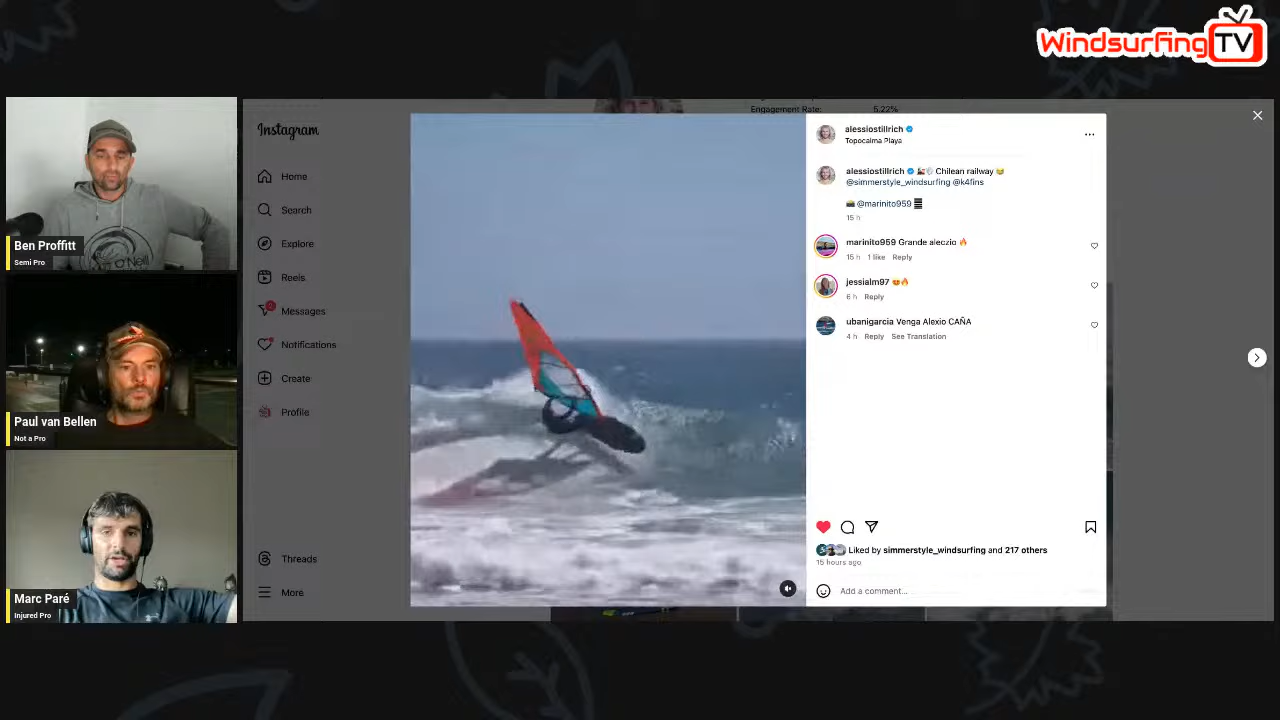 Windsurfing TV
Ben Proffitt
Semi Pro
Paul van Bellen
Not a Pro
Marc Paré
Injured Pro
Instagram
Home
Search
Explore
Reels
Messages
Notifications
Create
Profile
Threads
More
Engagement Rate: 5.22%
alessiostillrich
Topocalma Playa
alessiostillrich 🚂💨 Chilean railway 😂
@simmerstyle_windsurfing @k4fins
📸 @marinito959
15 h
marinito959 Grande aleczio 🔥
15 h 1 like Reply
jessialm97 😍🔥
6 h Reply
ubanigarcia Venga Alexio CAÑA
4 h Reply See Translation
Liked by simmerstyle_windsurfing and 217 others
15 hours ago
Add a comment...